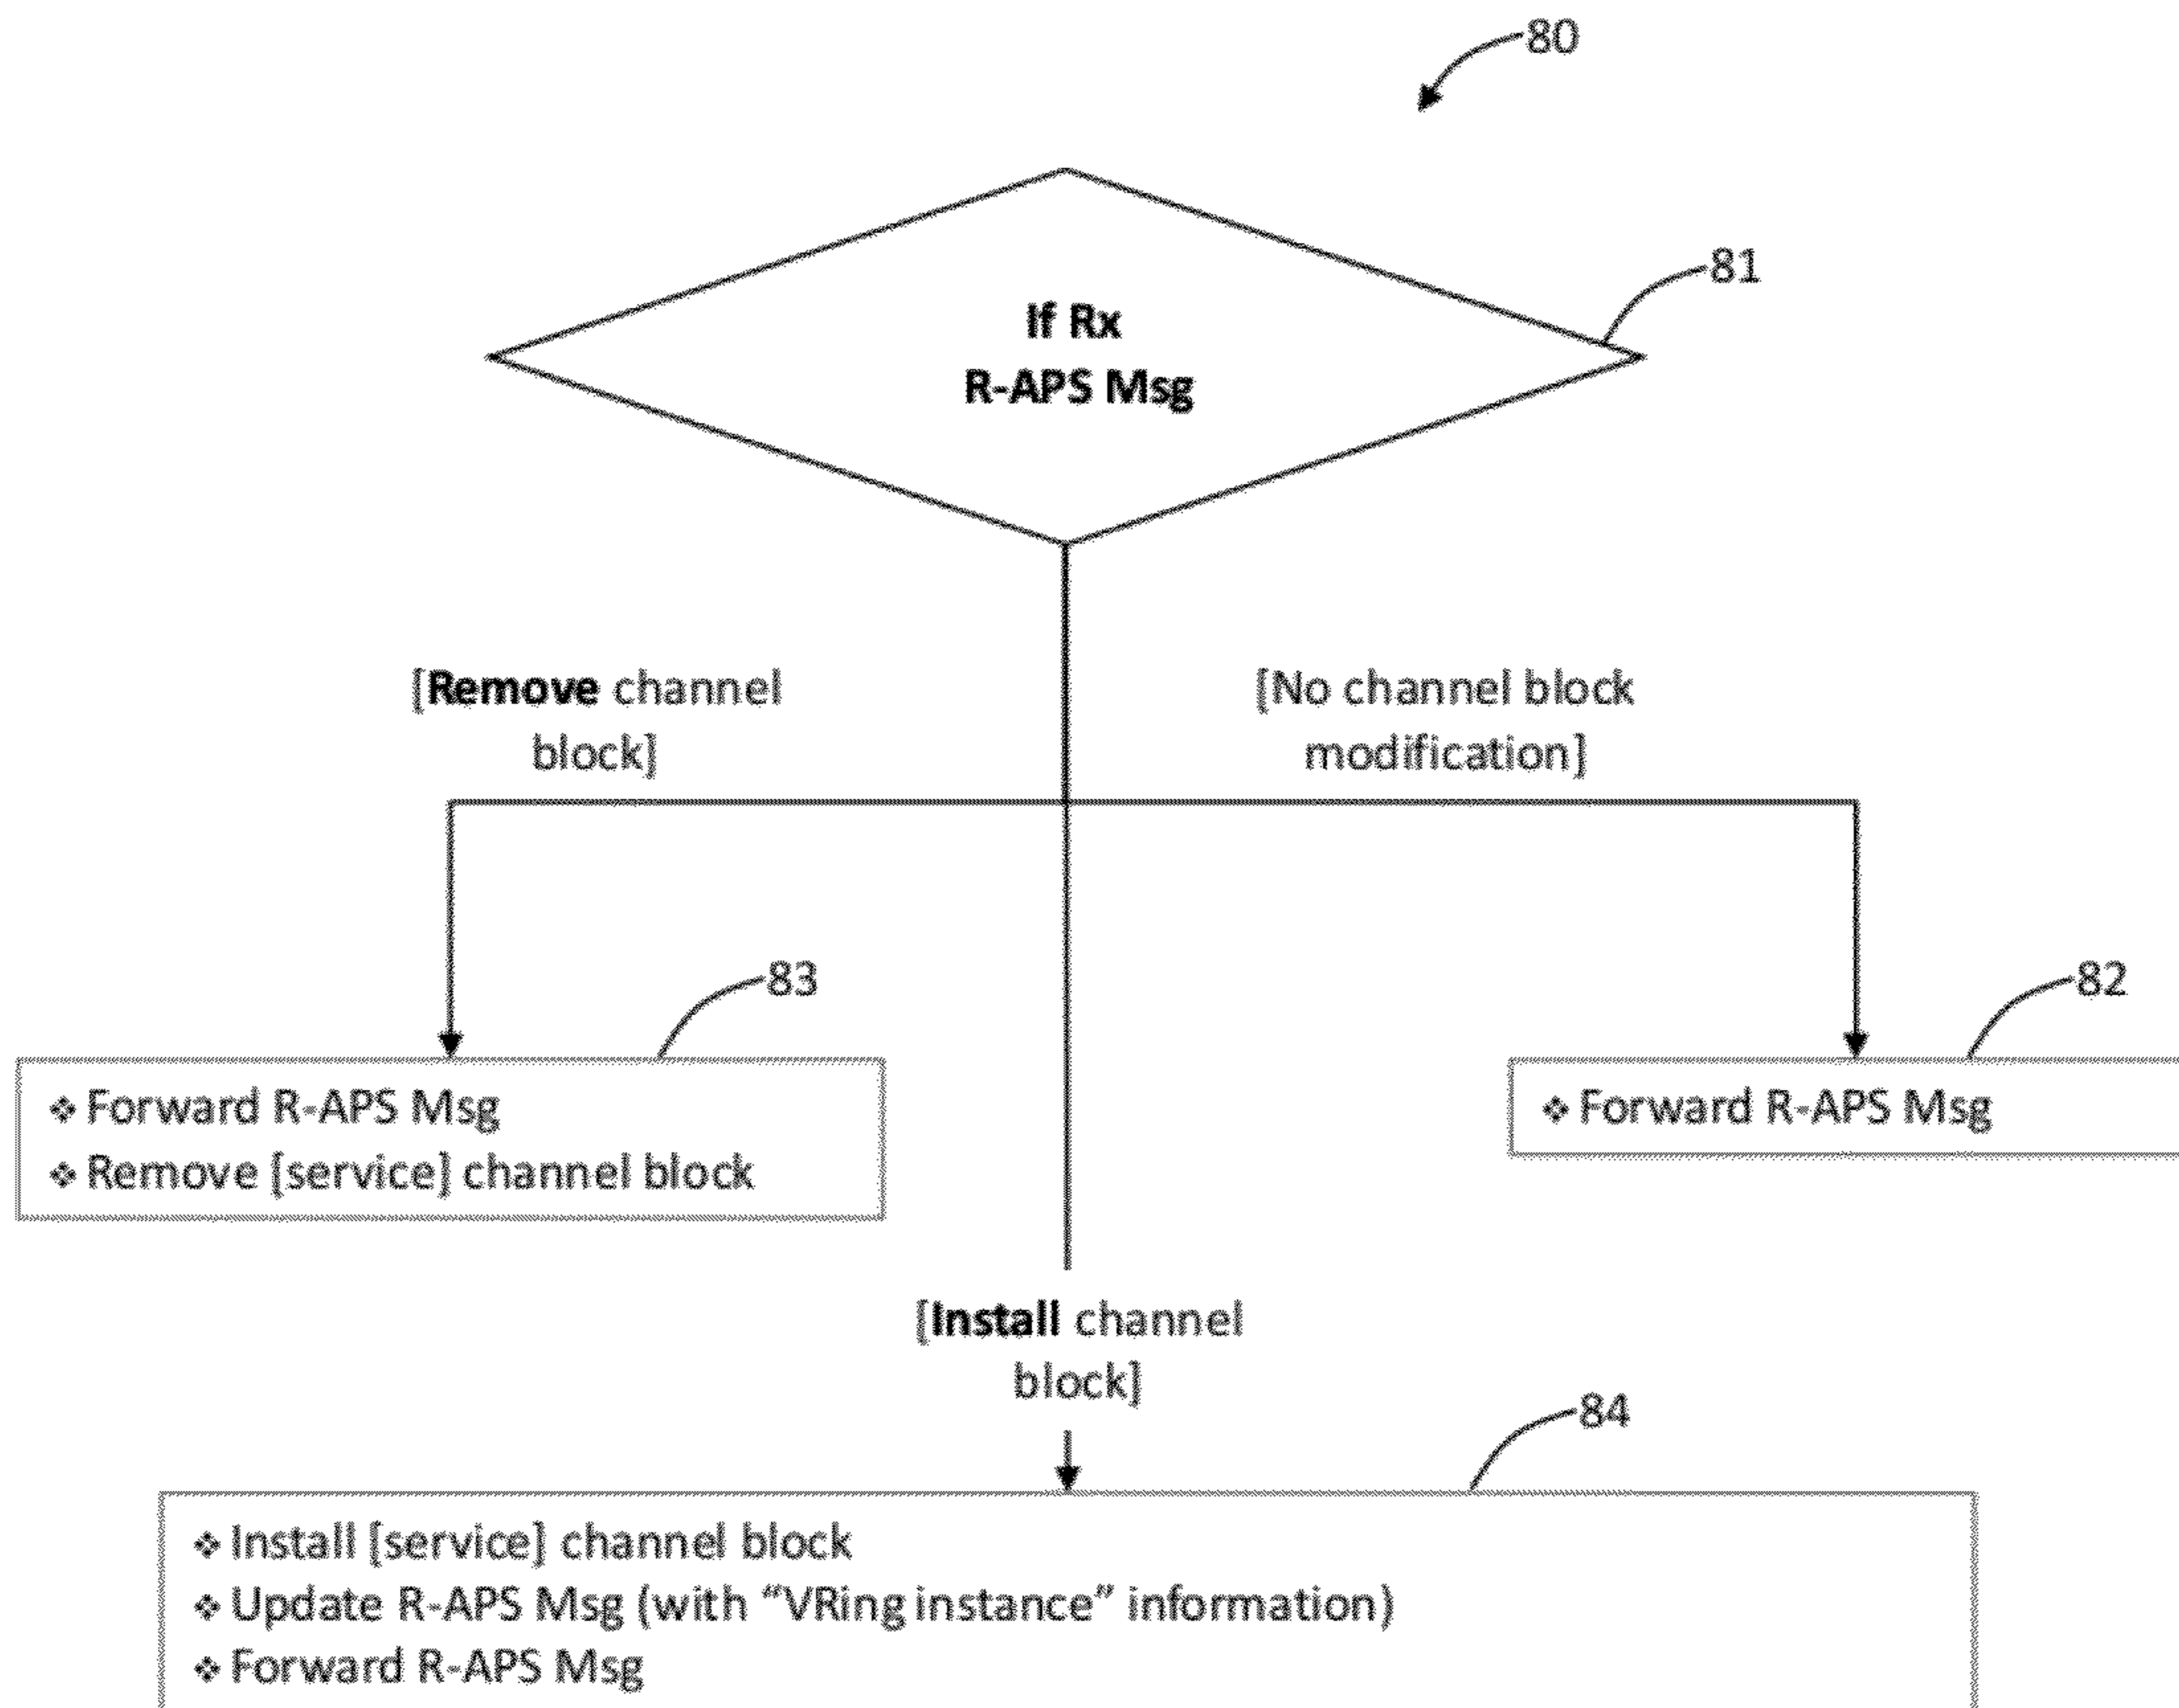 80
81
If Rx
R-APS Msg
[Remove channel
block]
[No channel block
modification]
83
82
❖ Forward R-APS Msg
❖ Remove [service] channel block
❖ Forward R-APS Msg
[Install channel
block]
84
❖ Install [service] channel block
❖ Update R-APS Msg (with “VRing instance” information)
❖ Forward R-APS Msg